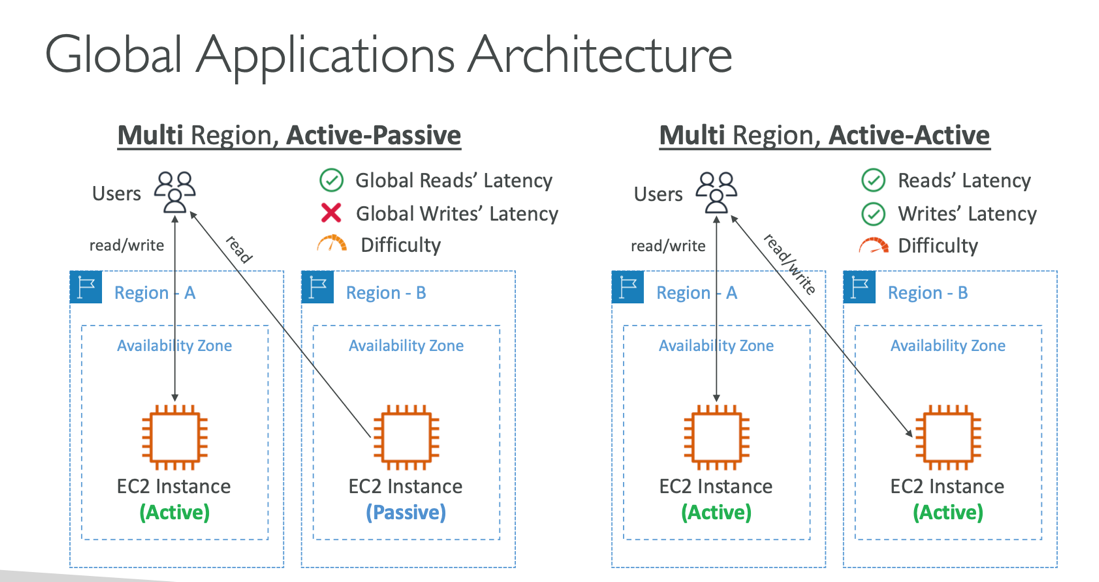 Global Applications Architecture
Multi Region, Active-Passive
Users
Global Reads’ Latency
Global Writes’ Latency
Difficulty
read/write
read
Region - A
Availability Zone
EC2 Instance
(Active)
Region - B
Availability Zone
EC2 Instance
(Passive)
Multi Region, Active-Active
Users
Reads’ Latency
Writes’ Latency
Difficulty
read/write
read/write
Region - A
Availability Zone
EC2 Instance
(Active)
Region - B
Availability Zone
EC2 Instance
(Active)